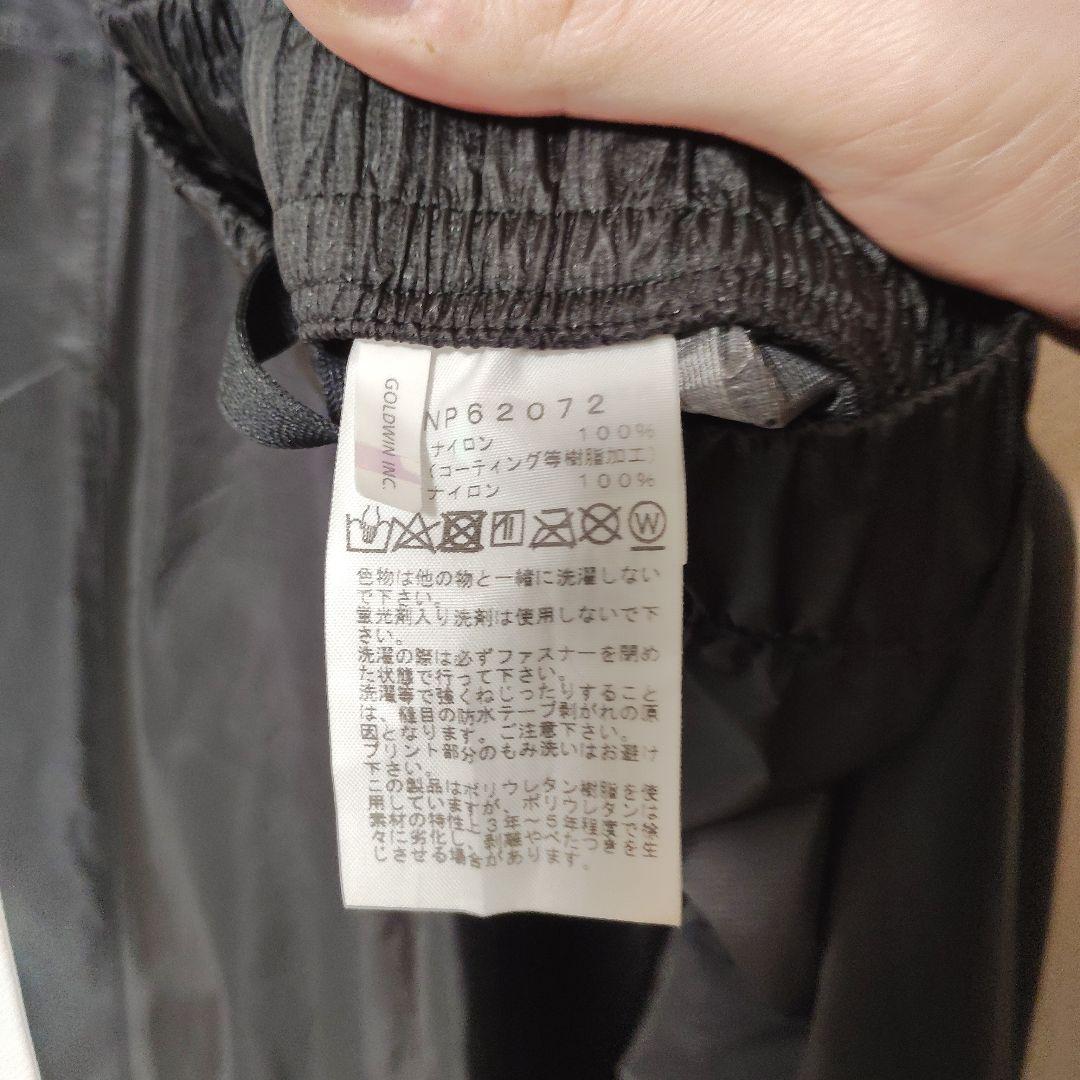 GOLDWIN INC.
NP62072
ナイロン 100%
(コーティング等樹脂加工)
ナイロン 100%
W
色物は他の物と一緒に洗濯しない
で下さい。
蛍光剤入り洗剤は使用しないで下
さい。
洗濯の際は必ずファスナーを閉め
た状態で行って下さい。
洗濯等で強くねじったりすること
は、縫目の防水テープ剥がれの原
因となります。ご注意下さい。
プリント部分のもみ洗いはお避け
下さい。
この製品はポリウレタン樹脂を使
用していますが、ポリウレタンは
素材の特性上3年～5年程度で徐
々に劣化し、剥離やべたつきを生
じさせる場合があります。